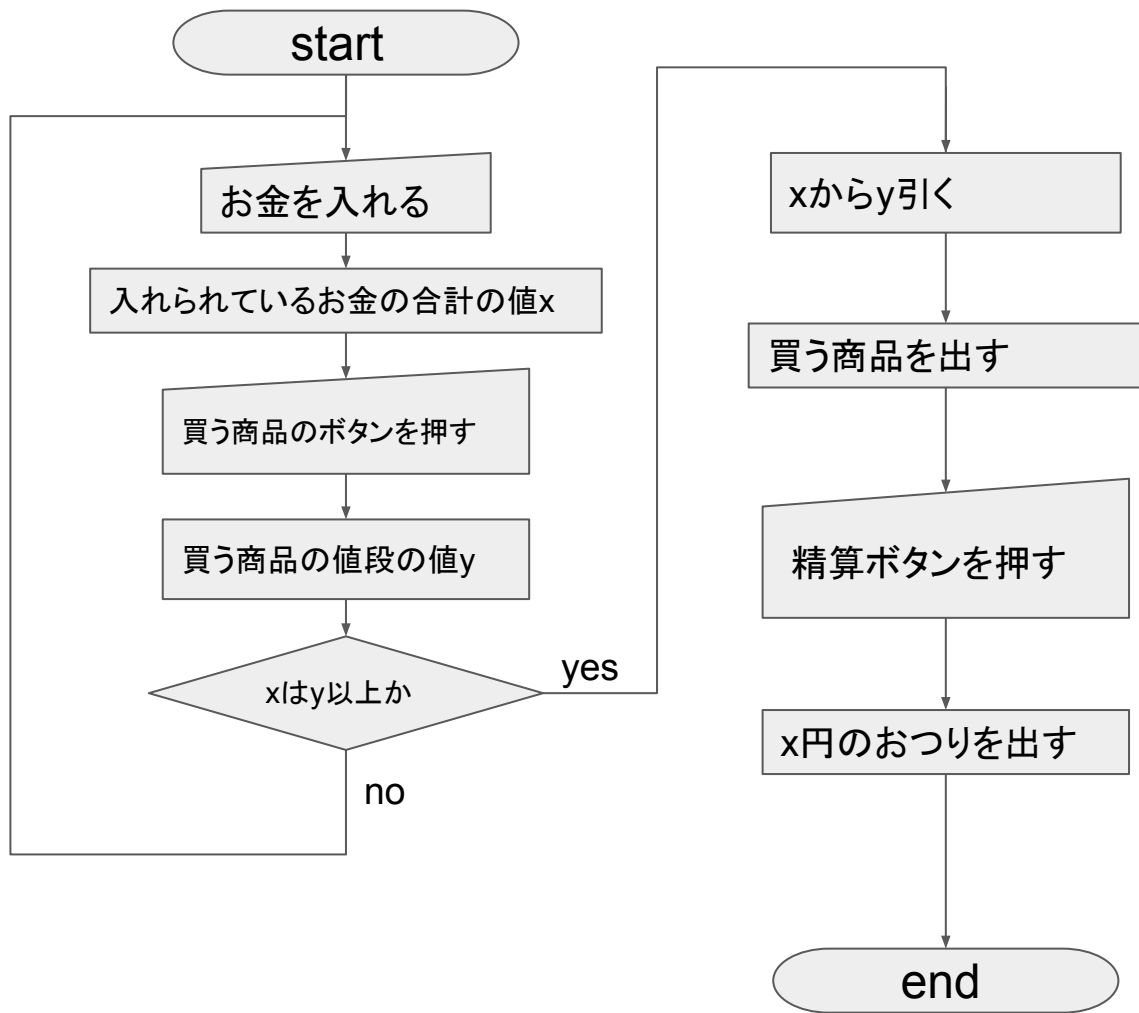 start
お金を入れる
入れられているお金の合計の値x
買う商品のボタンを押す
買う商品の値段の値y
xはy以上か
yes
no
xからy引く
買う商品を出す
精算ボタンを押す
x円のおつりを出す
end